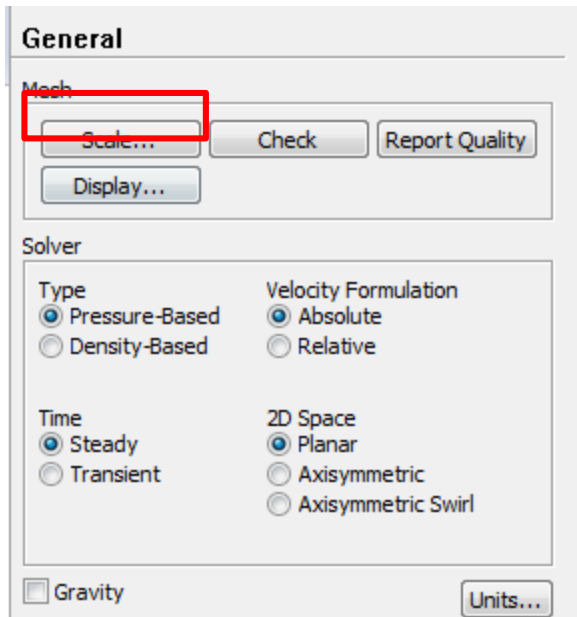 General
Mesh
Scale... Check Report Quality
Display...
Solver
Type Velocity Formulation
Pressure-Based Absolute
Density-Based Relative
Time 2D Space
Steady Planar
Transient Axisymmetric
Axisymmetric Swirl
Gravity Units...